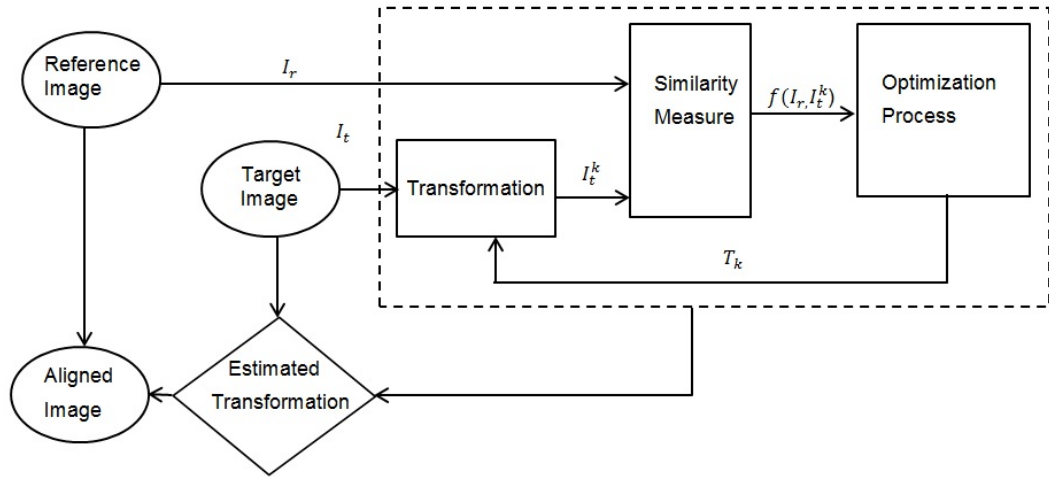 Reference
Image
I_r
Similarity
Measure
f(I_r,I_t^k)
Optimization
Process
I_t
Target
Image
Transformation
I_t^k
T_k
Estimated
Transformation
Aligned
Image